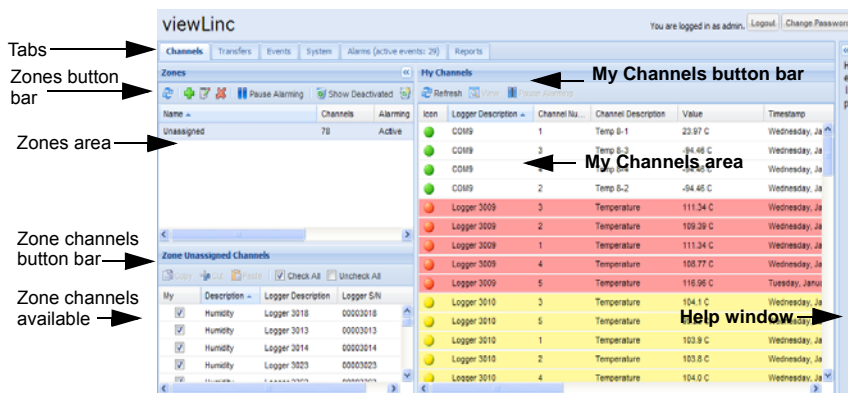 viewLinc
You are logged in as admin. Logout Change Password
Tabs
Channels Transfers Events System Alarms (active events: 29) Reports
Zones button bar
Zones
Pause Alarming Show Deactivated
Name Channels Alarming
Unassigned 78 Active
Zones area
My Channels
My Channels button bar
Refresh View Pause Alarming
Icon Logger Description Channel Nu... Channel Description Value Timestamp
COM9 1 Temp 8-1 23.97 C Wednesday, Ja
COM9 3 Temp 8-3 -94.46 C Wednesday, Ja
My Channels area
COM9 Wednesday, Ja
COM9 2 Temp 8-2 -94.46 C Wednesday, Ja
Logger 3009 3 Temperature 111.34 C Wednesday, Ja
Logger 3009 2 Temperature 109.39 C Wednesday, Ja
Logger 3009 1 Temperature 111.34 C Wednesday, Ja
Logger 3009 4 Temperature 108.77 C Wednesday, Ja
Logger 3009 5 Temperature 116.96 C Tuesday, Janua
Logger 3010 3 Temperature 104.1 C Wednesday, Ja
Logger 3010 5 Temperature Wednesday, Ja
Help window
Logger 3010 1 Temperature 103.9 C Wednesday, Ja
Logger 3010 2 Temperature 103.8 C Wednesday, Ja
Logger 3010 4 Temperature 104.0 C Wednesday, Ja
Zone channels button bar
Zone Unassigned Channels
Copy Cut Paste Check All Uncheck All
Zone channels available
My Description Logger Description Logger S/N
Humidity Logger 3018 00003018
Humidity Logger 3013 00003013
Humidity Logger 3014 00003014
Humidity Logger 3023 00003023